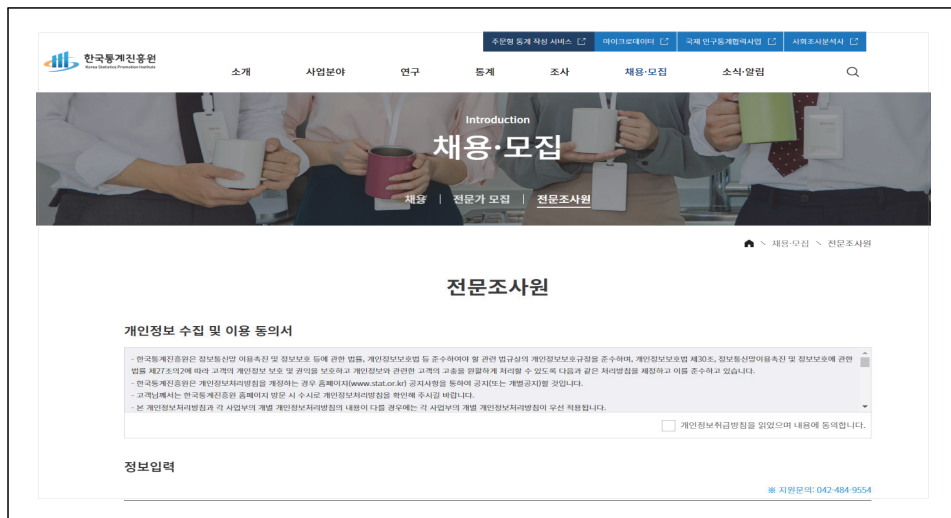 주문형 통계 작성 서비스
마이크로데이터
국제 인구통계협력사업
사회조사분석사
한국통계진흥원
Korea Statistics Promotion Institute
소개 사업분야 연구 통계 조사 채용·모집 소식·알림
Introduction
채용·모집
채용 | 전문가 모집 | 전문조사원
채용·모집 > 전문조사원
전문조사원
개인정보 수집 및 이용 동의서
- 한국통계진흥원은 정보통신망 이용촉진 및 정보보호 등에 관한 법률, 개인정보보호법 등 준수하여야 할 관련 법규상의 개인정보보호규정을 준수하며, 개인정보보호법 제30조, 정보통신망이용촉진 및 정보보호에 관한
법률 제27조의2에 따라 고객의 개인정보 보호 및 권익을 보호하고 개인정보와 관련한 고객의 고충을 원활하게 처리할 수 있도록 다음과 같은 처리방침을 제정하고 이를 준수하고 있습니다.
- 한국통계진흥원은 개인정보처리방침을 개정하는 경우 홈페이지(www.stat.or.kr) 공지사항을 통하여 공지(또는 개별공지)할 것입니다.
- 고객님께서는 한국통계진흥원 홈페이지 방문 시 수시로 개인정보처리방침을 확인해 주시길 바랍니다.
- 본 개인정보처리방침과 각 사업부의 개별 개인정보처리방침의 내용이 다를 경우에는 각 사업부의 개별 개인정보처리방침이 우선 적용됩니다.
개인정보취급방침을 읽었으며 내용에 동의합니다.
정보입력
※ 지원문의: 042-484-9554